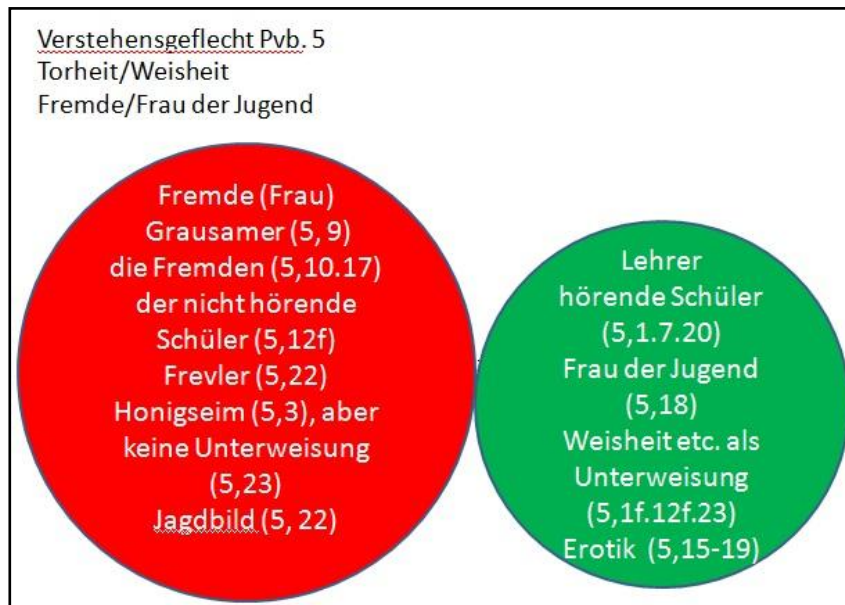 Verstehensgeflecht Pvb. 5
Torheit/Weisheit
Fremde/Frau der Jugend
Fremde (Frau)
Grausamer (5, 9)
die Fremden (5,10.17)
der nicht hörende
Schüler (5,12f)
Frevler (5,22)
Honigseim (5,3), aber
keine Unterweisung
(5,23)
Jagdbild (5, 22)
Lehrer
hörende Schüler
(5,1.7.20)
Frau der Jugend
(5,18)
Weisheit etc. als
Unterweisung
(5,1f.12f.23)
Erotik (5,15-19)